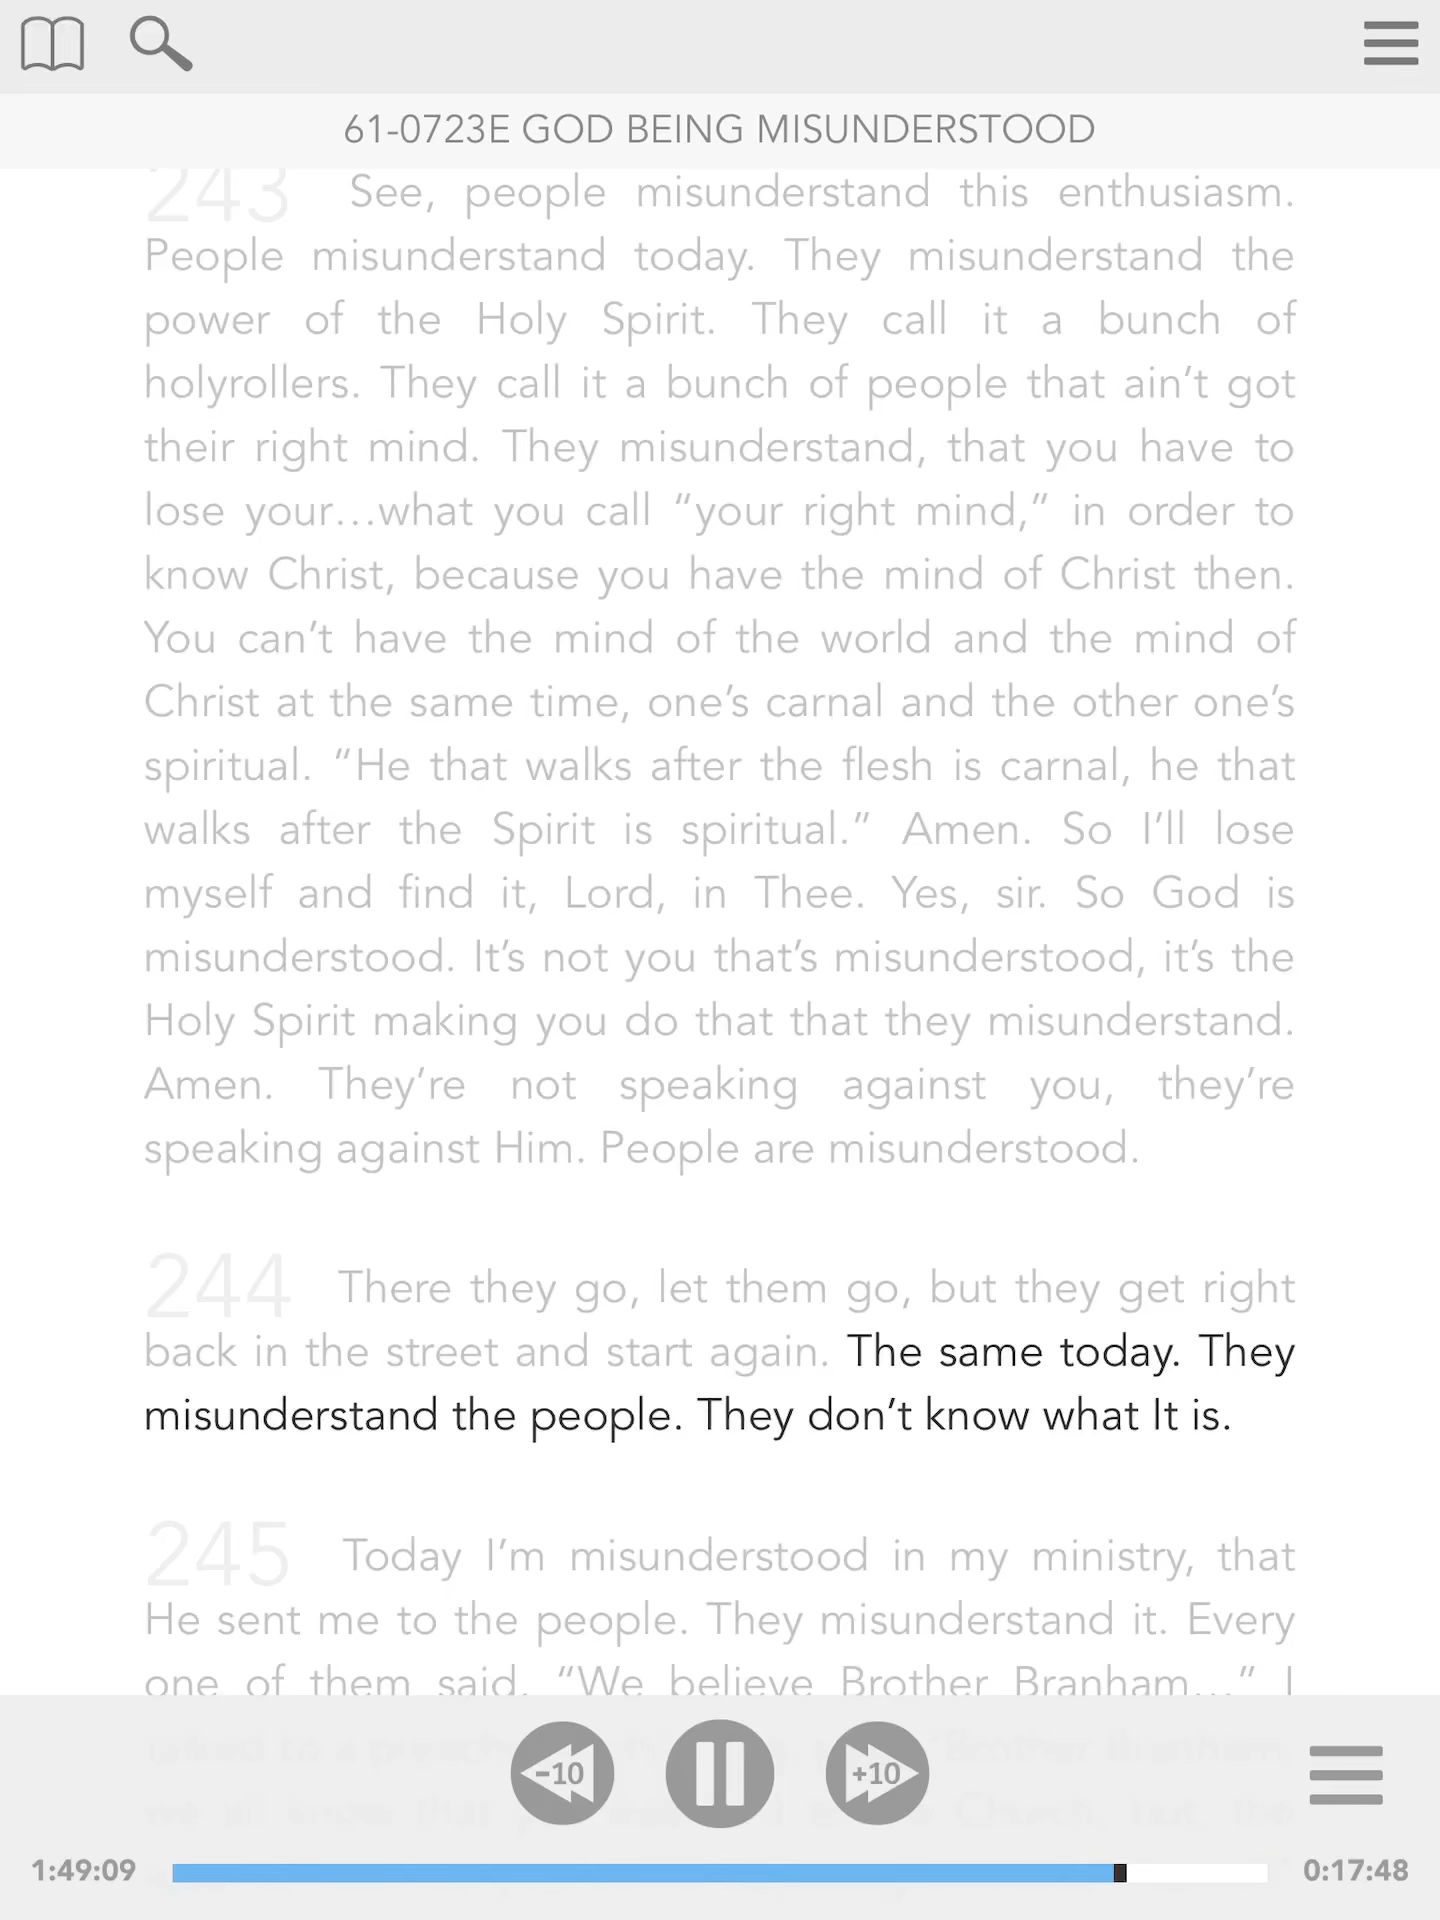 61-0723E GOD BEING MISUNDERSTOOD
243 See, people misunderstand this enthusiasm.
People misunderstand today. They misunderstand the
power of the Holy Spirit. They call it a bunch of
holyrollers. They call it a bunch of people that ain’t got
their right mind. They misunderstand, that you have to
lose your…what you call “your right mind,” in order to
know Christ, because you have the mind of Christ then.
You can’t have the mind of the world and the mind of
Christ at the same time, one’s carnal and the other one’s
spiritual. “He that walks after the flesh is carnal, he that
walks after the Spirit is spiritual.” Amen. So I’ll lose
myself and find it, Lord, in Thee. Yes, sir. So God is
misunderstood. It’s not you that’s misunderstood, it’s the
Holy Spirit making you do that that they misunderstand.
Amen. They’re not speaking against you, they’re
speaking against Him. People are misunderstood.
244 There they go, let them go, but they get right
back in the street and start again. The same today. They
misunderstand the people. They don’t know what It is.
245 Today I’m misunderstood in my ministry, that
He sent me to the people. They misunderstand it. Every
one of them said, “We believe Brother Branham…” I
-10 +10
1:49:09 0:17:48